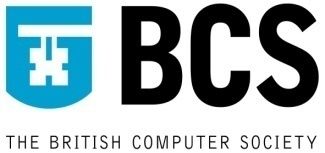 BCS
THE BRITISH COMPUTER SOCIETY